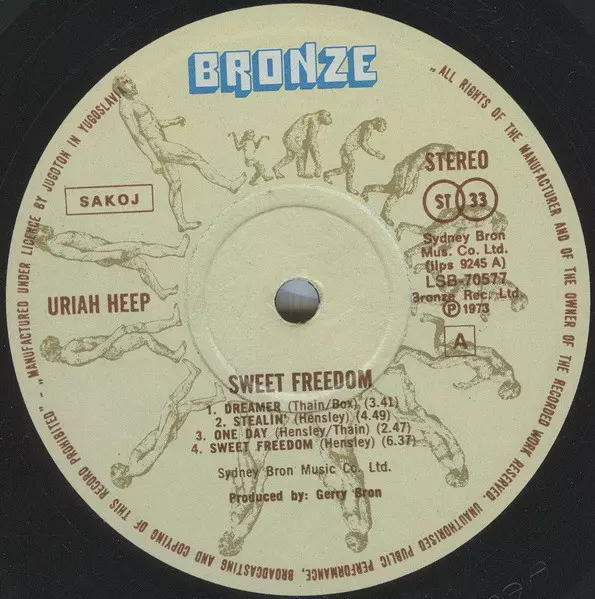 BRONZE
„ALL RIGHTS OF THE MANUFACTURER AND OF THE OWNER OF THE RECORDED WORK RESERVED. UNAUTHORISED PUBLIC PERFORMANCE, BROADCASTING AND COPYING OF THIS RECORD PROHIBITED” - „MANUFACTURED UNDER LICENCE BY JUGOTON IN YUGOSLAVIA
SAKOJ
URIAH HEEP
STEREO
ST 33
Sydney Bron
Mus. Co. Ltd.
(ilps 9245 A)
LSB-70577
Bronze Rec. Ltd.
℗ 1973
A
SWEET FREEDOM
1. DREAMER (Thain/Box) (3.41)
2. STEALIN' (Hensley) (4.49)
3. ONE DAY (Hensley/Thain) (2.47)
4. SWEET FREEDOM (Hensley) (6.37)
Sydney Bron Music Co. Ltd.
Produced by: Gerry Bron